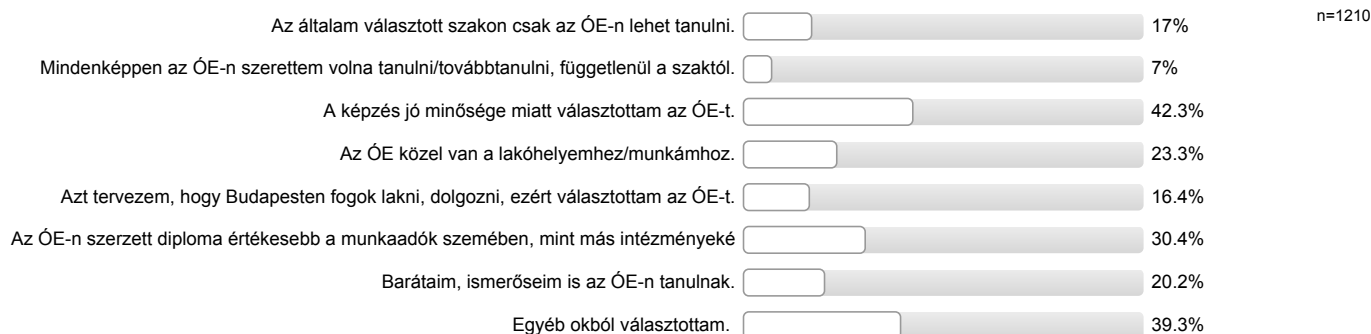 n=1210
Az általam választott szakon csak az ÓE-n lehet tanulni. 17%
Mindenképpen az ÓE-n szerettem volna tanulni/továbbtanulni, függetlenül a szaktól. 7%
A képzés jó minősége miatt választottam az ÓE-t. 42.3%
Az ÓE közel van a lakóhelyemhez/munkámhoz. 23.3%
Azt tervezem, hogy Budapesten fogok lakni, dolgozni, ezért választottam az ÓE-t. 16.4%
Az ÓE-n szerzett diploma értékesebb a munkaadók szemében, mint más intézményeké 30.4%
Barátaim, ismerőseim is az ÓE-n tanulnak. 20.2%
Egyéb okból választottam. 39.3%